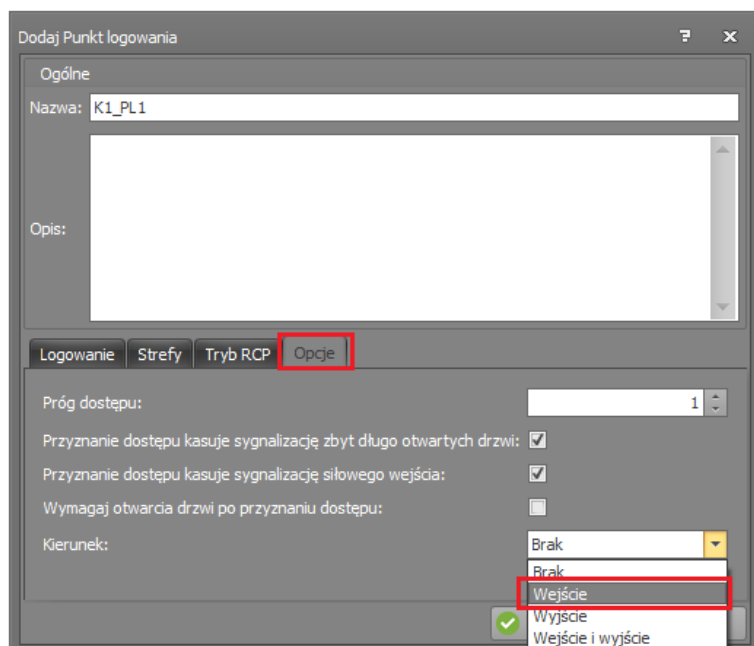 Dodaj Punkt logowania
Ogólne
Nazwa: K1_PL1
Opis:
Logowanie Strefy Tryb RCP Opcje
Próg dostępu: 1
Przyznanie dostępu kasuje sygnalizację zbyt długo otwartych drzwi:
Przyznanie dostępu kasuje sygnalizację siłowego wejścia:
Wymagaj otwarcia drzwi po przyznaniu dostępu:
Kierunek: Brak
Brak
Wejście
Wyjście
Wejście i wyjście